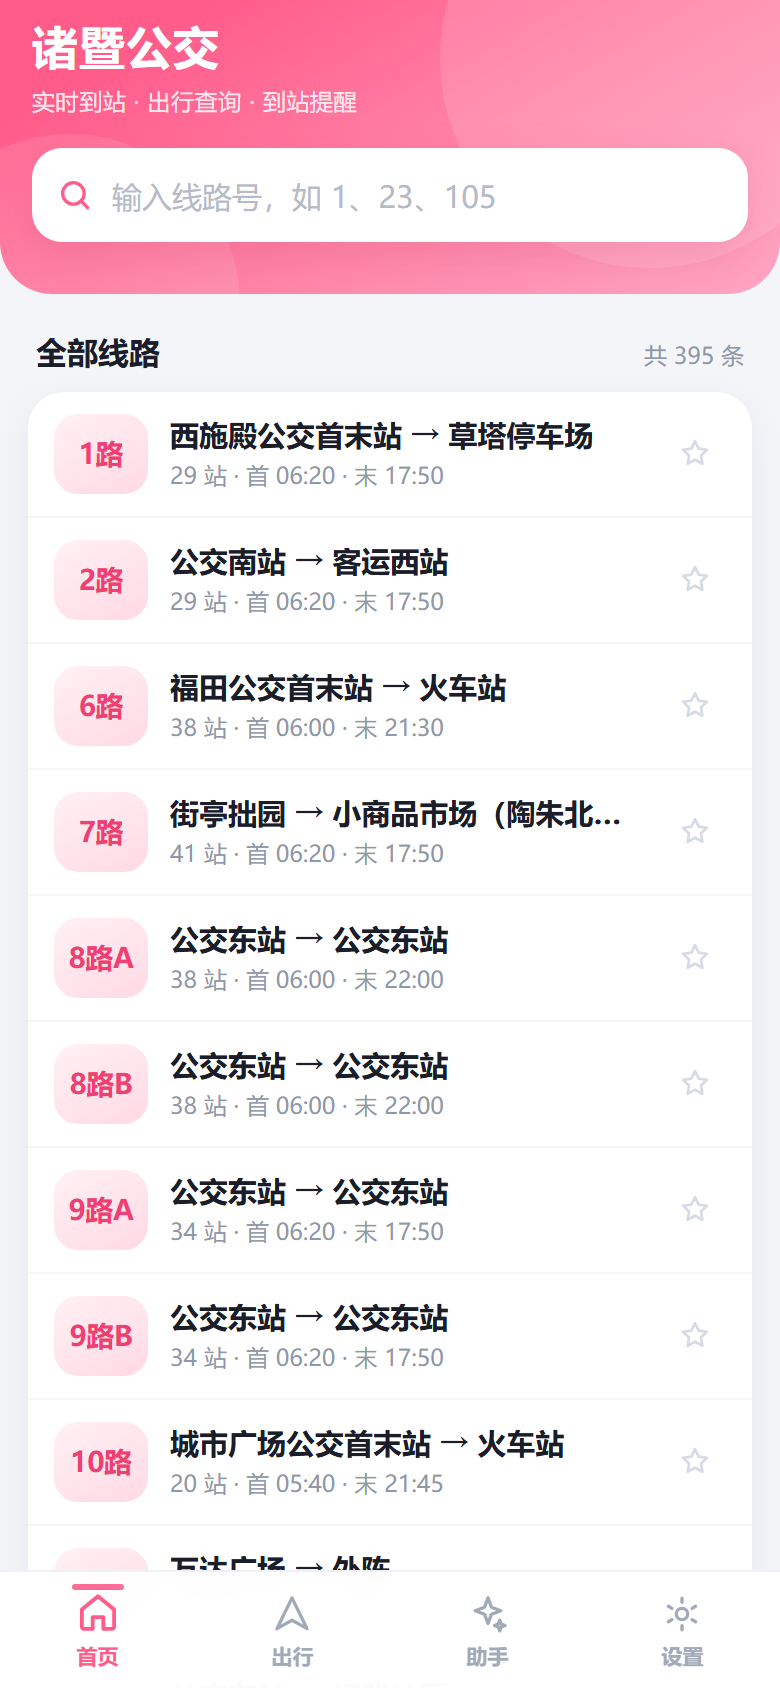 诸暨公交
实时到站 · 出行查询 · 到站提醒
输入线路号，如 1、23、105
全部线路
共 395 条
1路
西施殿公交首末站 → 草塔停车场
29 站 · 首 06:20 · 末 17:50
2路
公交南站 → 客运西站
29 站 · 首 06:20 · 末 17:50
6路
福田公交首末站 → 火车站
38 站 · 首 06:00 · 末 21:30
7路
街亭拙园 → 小商品市场（陶朱北...
41 站 · 首 06:20 · 末 17:50
8路A
公交东站 → 公交东站
38 站 · 首 06:00 · 末 22:00
8路B
公交东站 → 公交东站
38 站 · 首 06:00 · 末 22:00
9路A
公交东站 → 公交东站
34 站 · 首 06:20 · 末 17:50
9路B
公交东站 → 公交东站
34 站 · 首 06:20 · 末 17:50
10路
城市广场公交首末站 → 火车站
20 站 · 首 05:40 · 末 21:45
万达广场 → 外陈
首页
出行
助手
设置